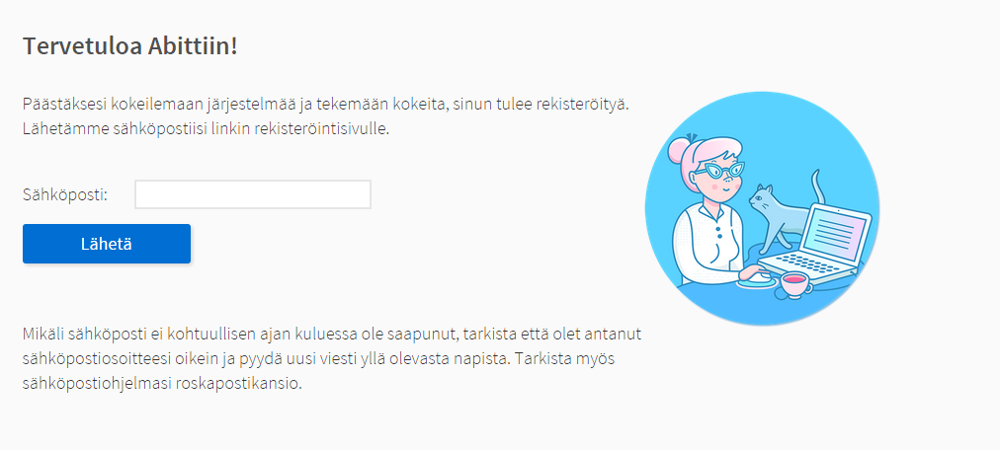 Tervetuloa Abittiin!
Päästäksesi kokeilemaan järjestelmää ja tekemään kokeita, sinun tulee rekisteröityä.
Lähetämme sähköpostiisi linkin rekisteröintisivulle.
Sähköposti:
Lähetä
Mikäli sähköposti ei kohtuullisen ajan kuluessa ole saapunut, tarkista että olet antanut
sähköpostiosoitteesi oikein ja pyydä uusi viesti yllä olevasta napista. Tarkista myös
sähköpostiohjelmasi roskapostikansio.